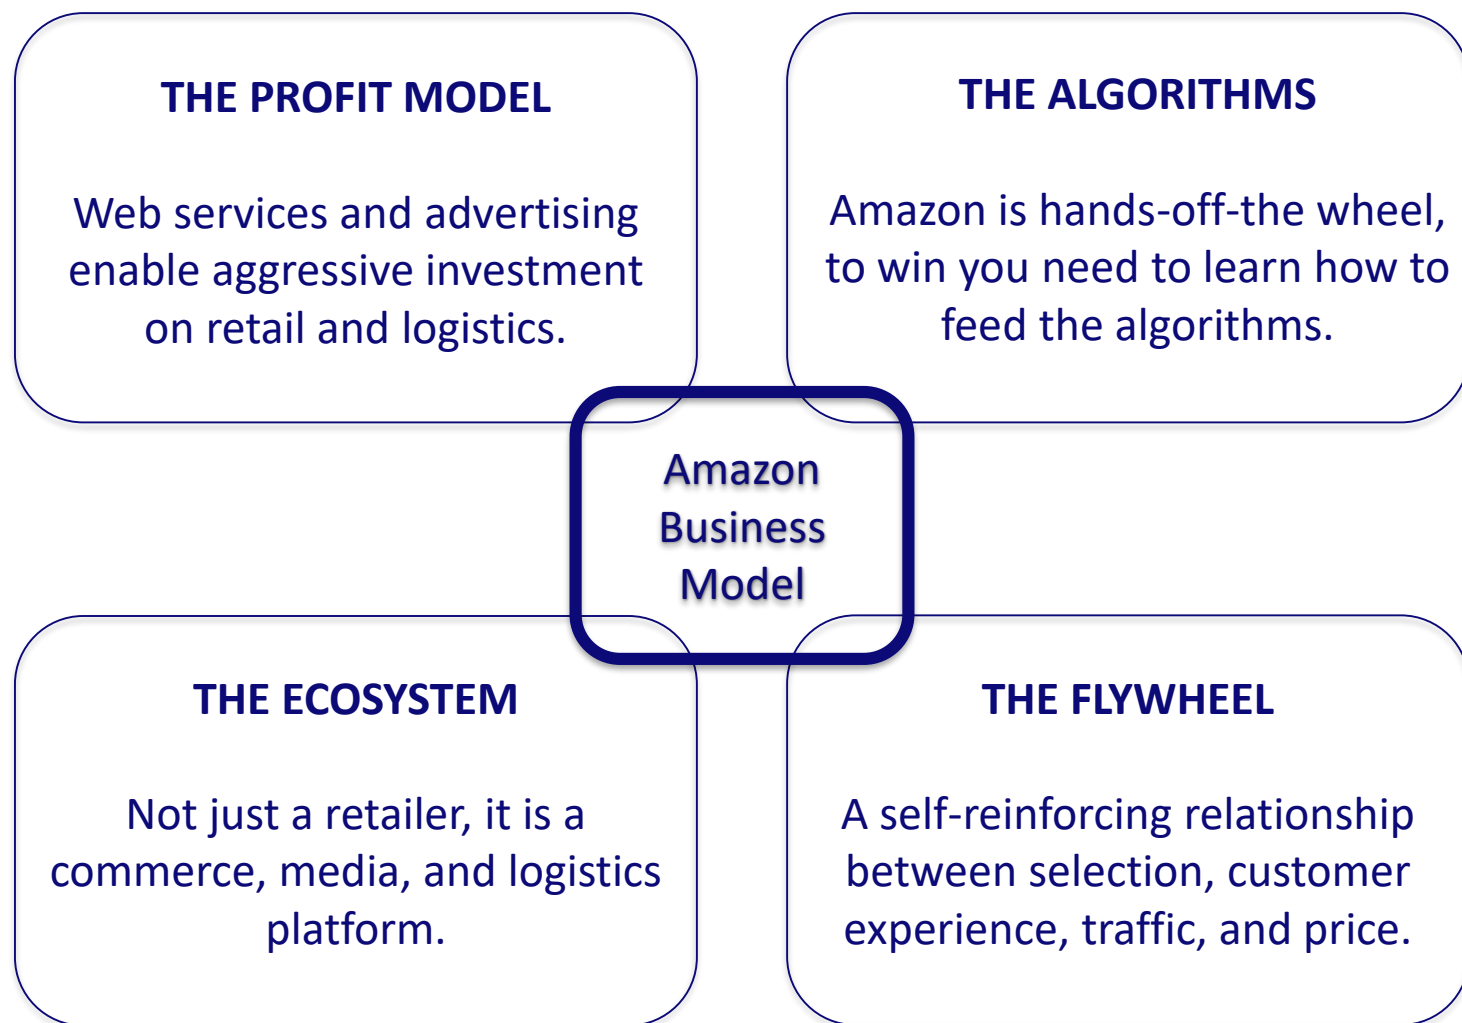 THE PROFIT MODEL
Web services and advertising
enable aggressive investment
on retail and logistics.
THE ALGORITHMS
Amazon is hands-off-the wheel,
to win you need to learn how to
feed the algorithms.
Amazon
Business
Model
THE ECOSYSTEM
Not just a retailer, it is a
commerce, media, and logistics
platform.
THE FLYWHEEL
A self-reinforcing relationship
between selection, customer
experience, traffic, and price.